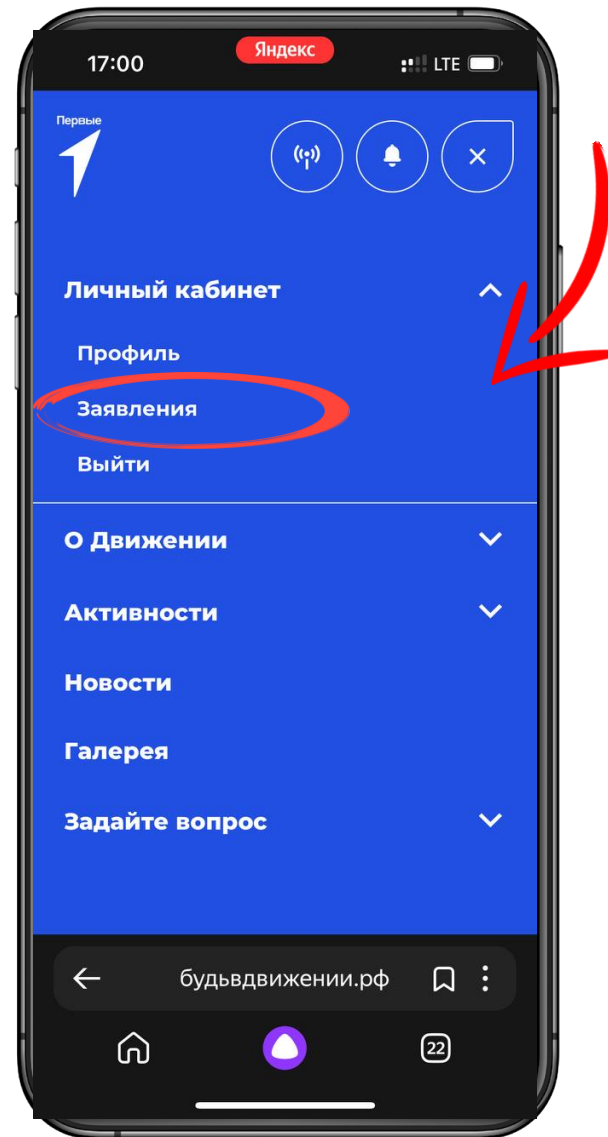 17:00
Яндекс
LTE
Первые
Личный кабинет
Профиль
Заявления
Выйти
О Движении
Активности
Новости
Галерея
Задайте вопрос
будьвдвижении.рф
22